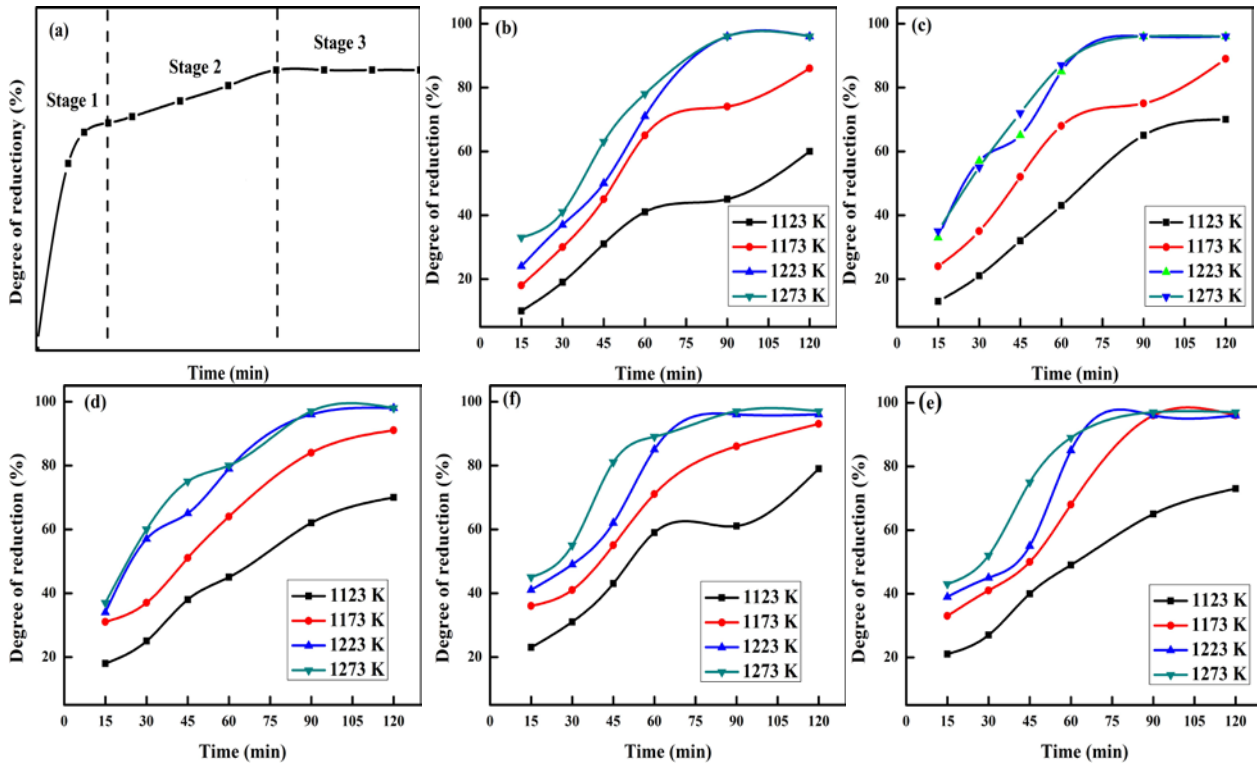 (a)
Stage 1
Stage 2
Stage 3
Degree of reductiony (%)
Time (min)
(b)
Degree of reduction (%)
100
80
60
40
20
0 15 30 45 60 75 90 105 120
Time (min)
1123 K
1173 K
1223 K
1273 K
(c)
Degree of reduction (%)
100
80
60
40
20
0 15 30 45 60 75 90 105 120
Time (min)
1123 K
1173 K
1223 K
1273 K
(d)
Degree of reduction (%)
100
80
60
40
20
0 15 30 45 60 75 90 105 120
Time (min)
1123 K
1173 K
1223 K
1273 K
(f)
Degree of reduction (%)
100
80
60
40
20
0 15 30 45 60 75 90 105 120
Time (min)
1123 K
1173 K
1223 K
1273 K
(e)
Degree of reduction (%)
100
80
60
40
20
0 15 30 45 60 75 90 105 120
Time (min)
1123 K
1173 K
1223 K
1273 K